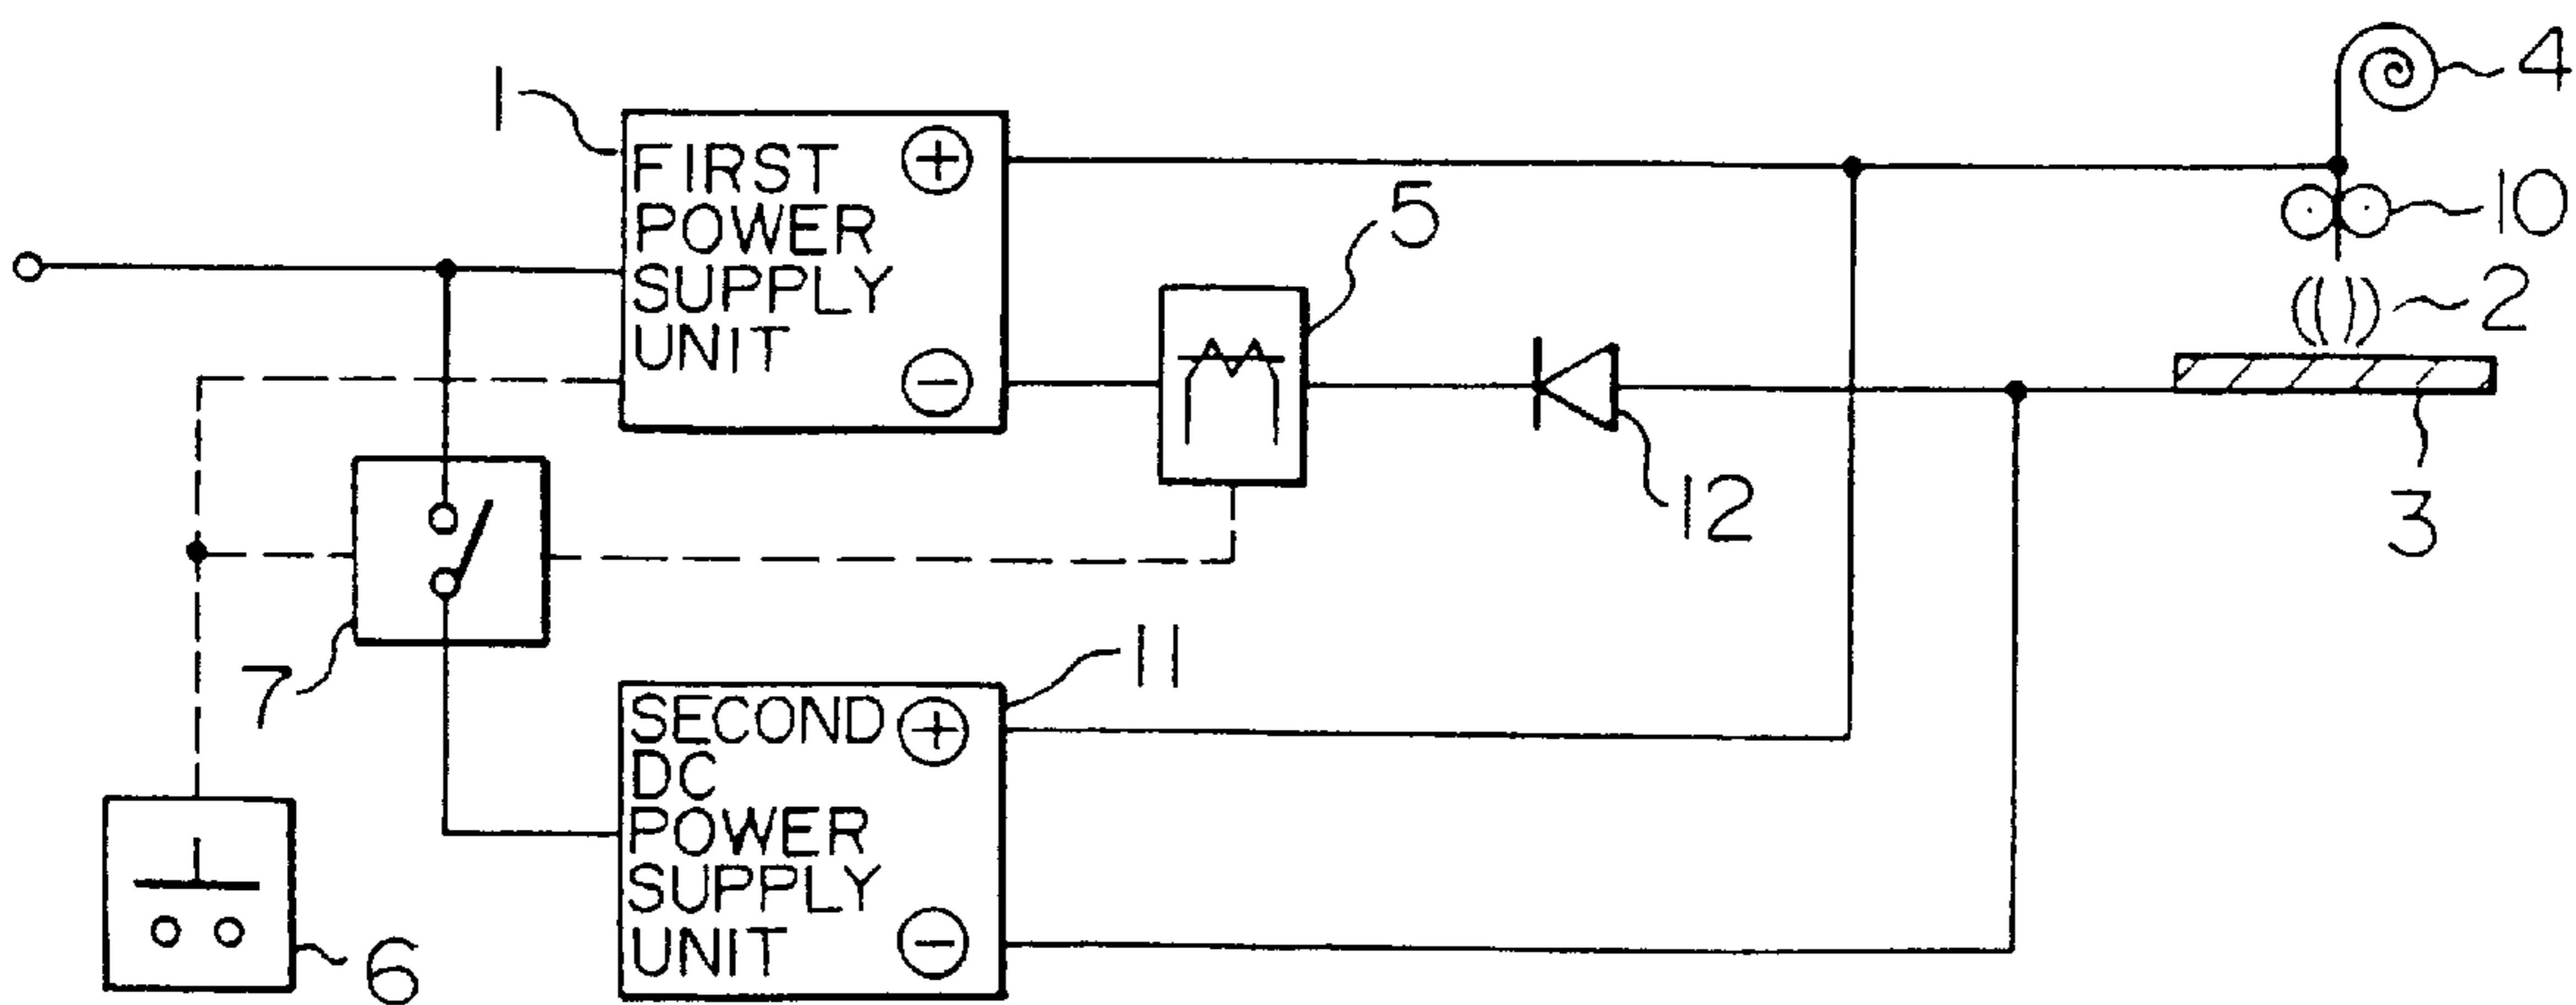 4
1
FIRST
POWER
SUPPLY
UNIT
+
−
5
10
2
12
3
7
11
SECOND
DC
POWER
SUPPLY
UNIT
+
−
6